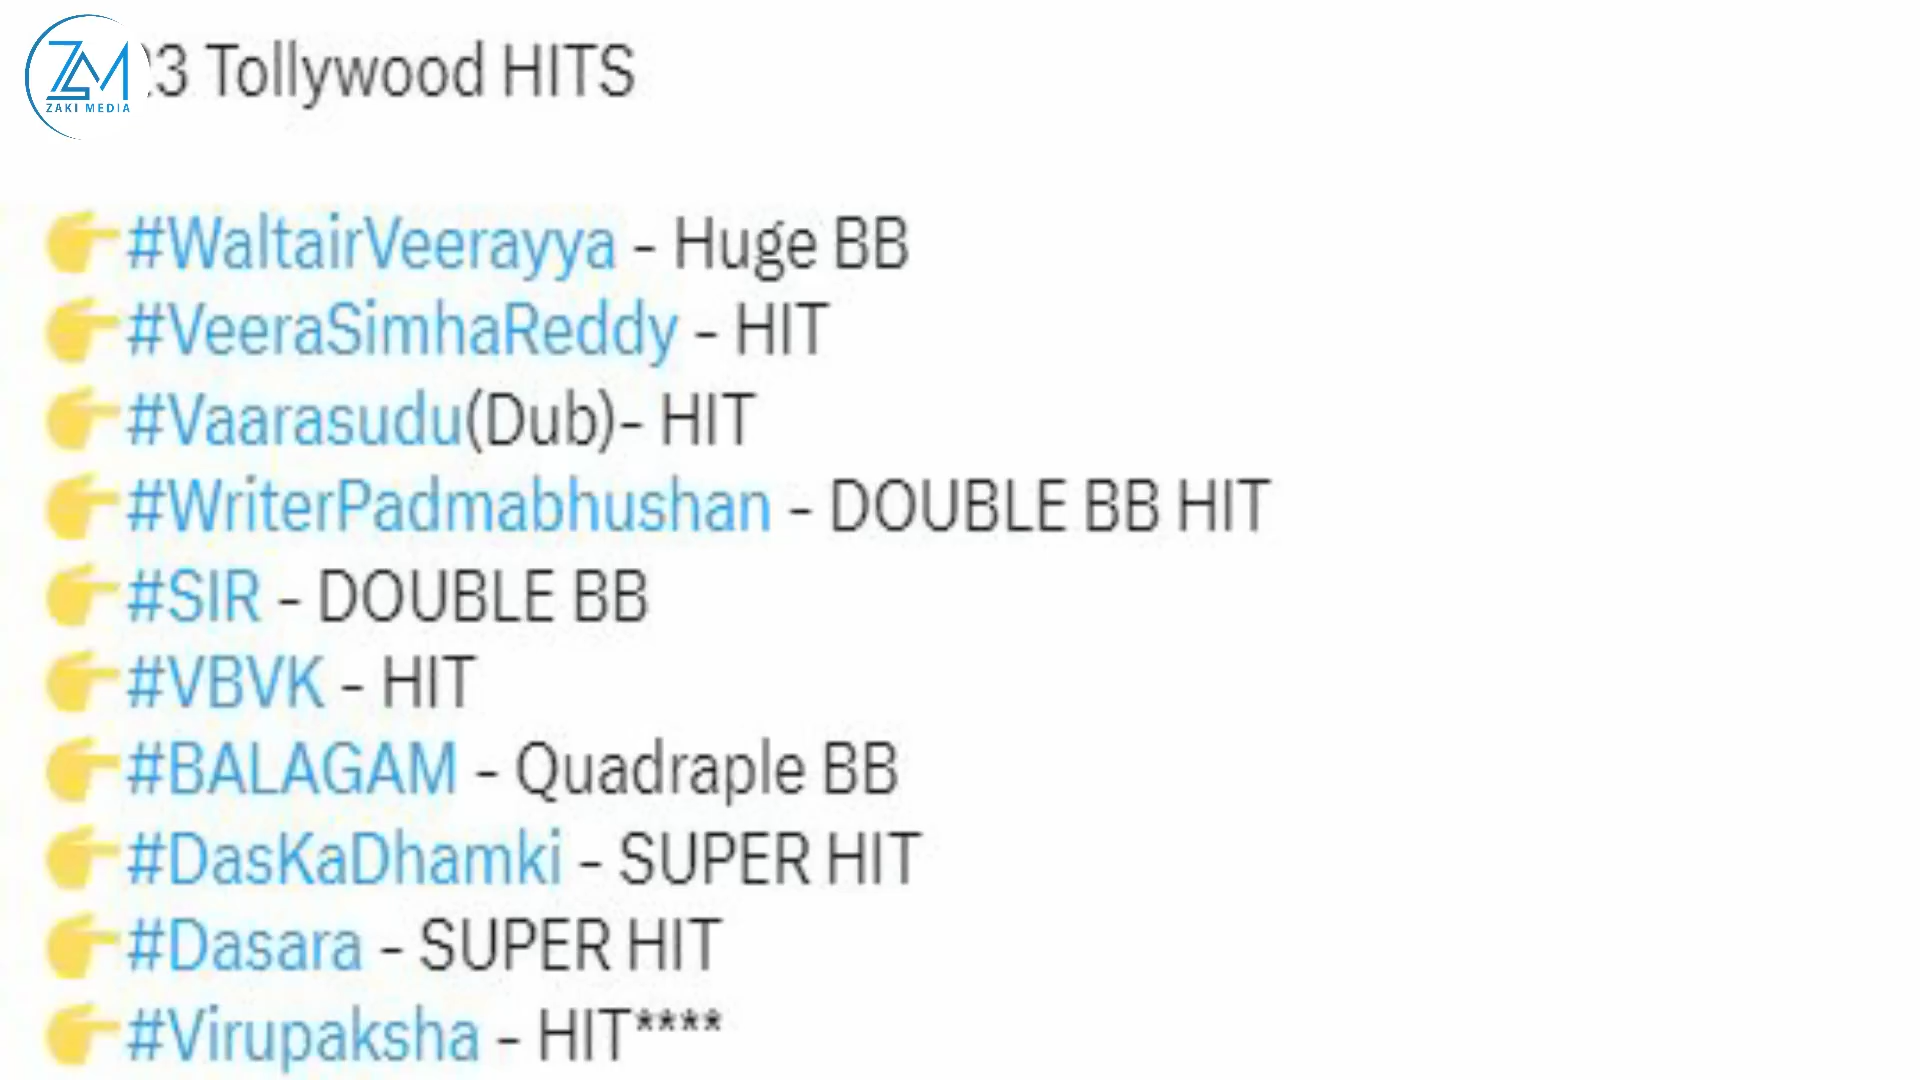 ZM
ZAKI MEDIA
23 Tollywood HITS
👉#WaltairVeerayya - Huge BB
👉#VeeraSimhaReddy - HIT
👉#Vaarasudu(Dub)- HIT
👉#WriterPadmabhushan - DOUBLE BB HIT
👉#SIR - DOUBLE BB
👉#VBVK - HIT
👉#BALAGAM - Quadraple BB
👉#DasKaDhamki - SUPER HIT
👉#Dasara - SUPER HIT
👉#Virupaksha - HIT****